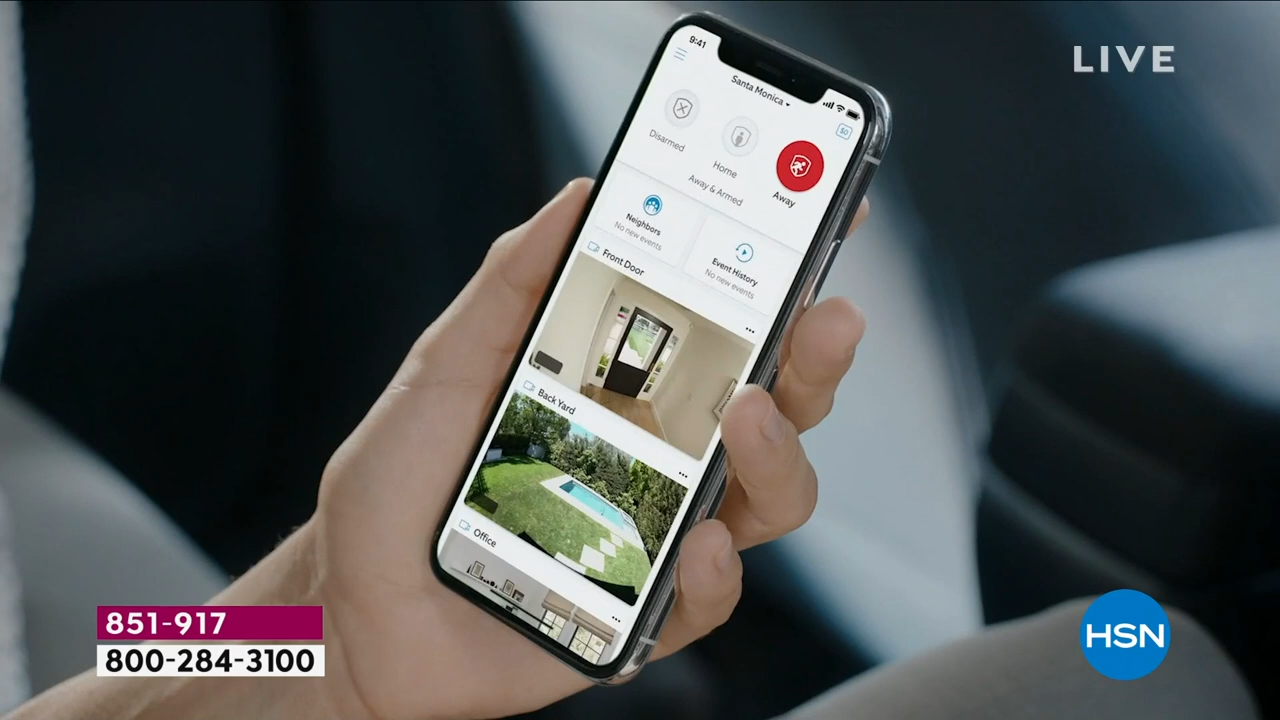 LIVE
9:41
Santa Monica
$0
Disarmed
Home
Away
Away & Armed
Neighbors
No new events
Event History
No new events
Front Door
Back Yard
Office
851-917
800-284-3100
HSN